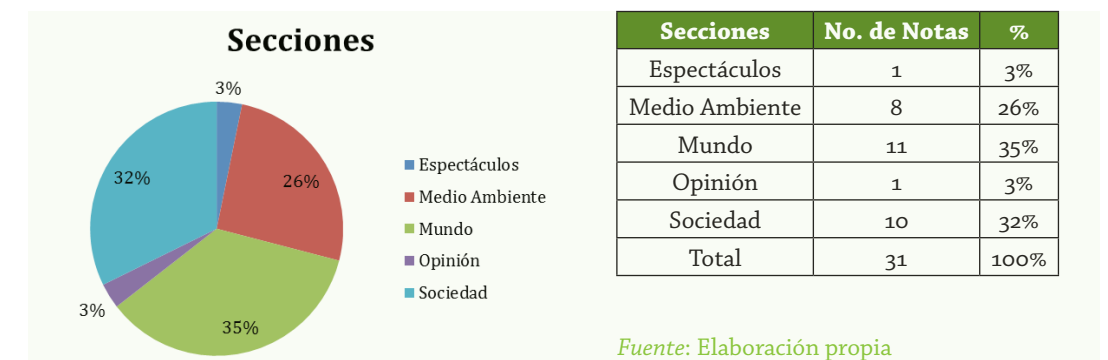 Secciones
3%
26%
35%
3%
32%
Espectáculos
Medio Ambiente
Mundo
Opinión
Sociedad
Secciones No. de Notas %
Espectáculos 1 3%
Medio Ambiente 8 26%
Mundo 11 35%
Opinión 1 3%
Sociedad 10 32%
Total 31 100%
Fuente: Elaboración propia